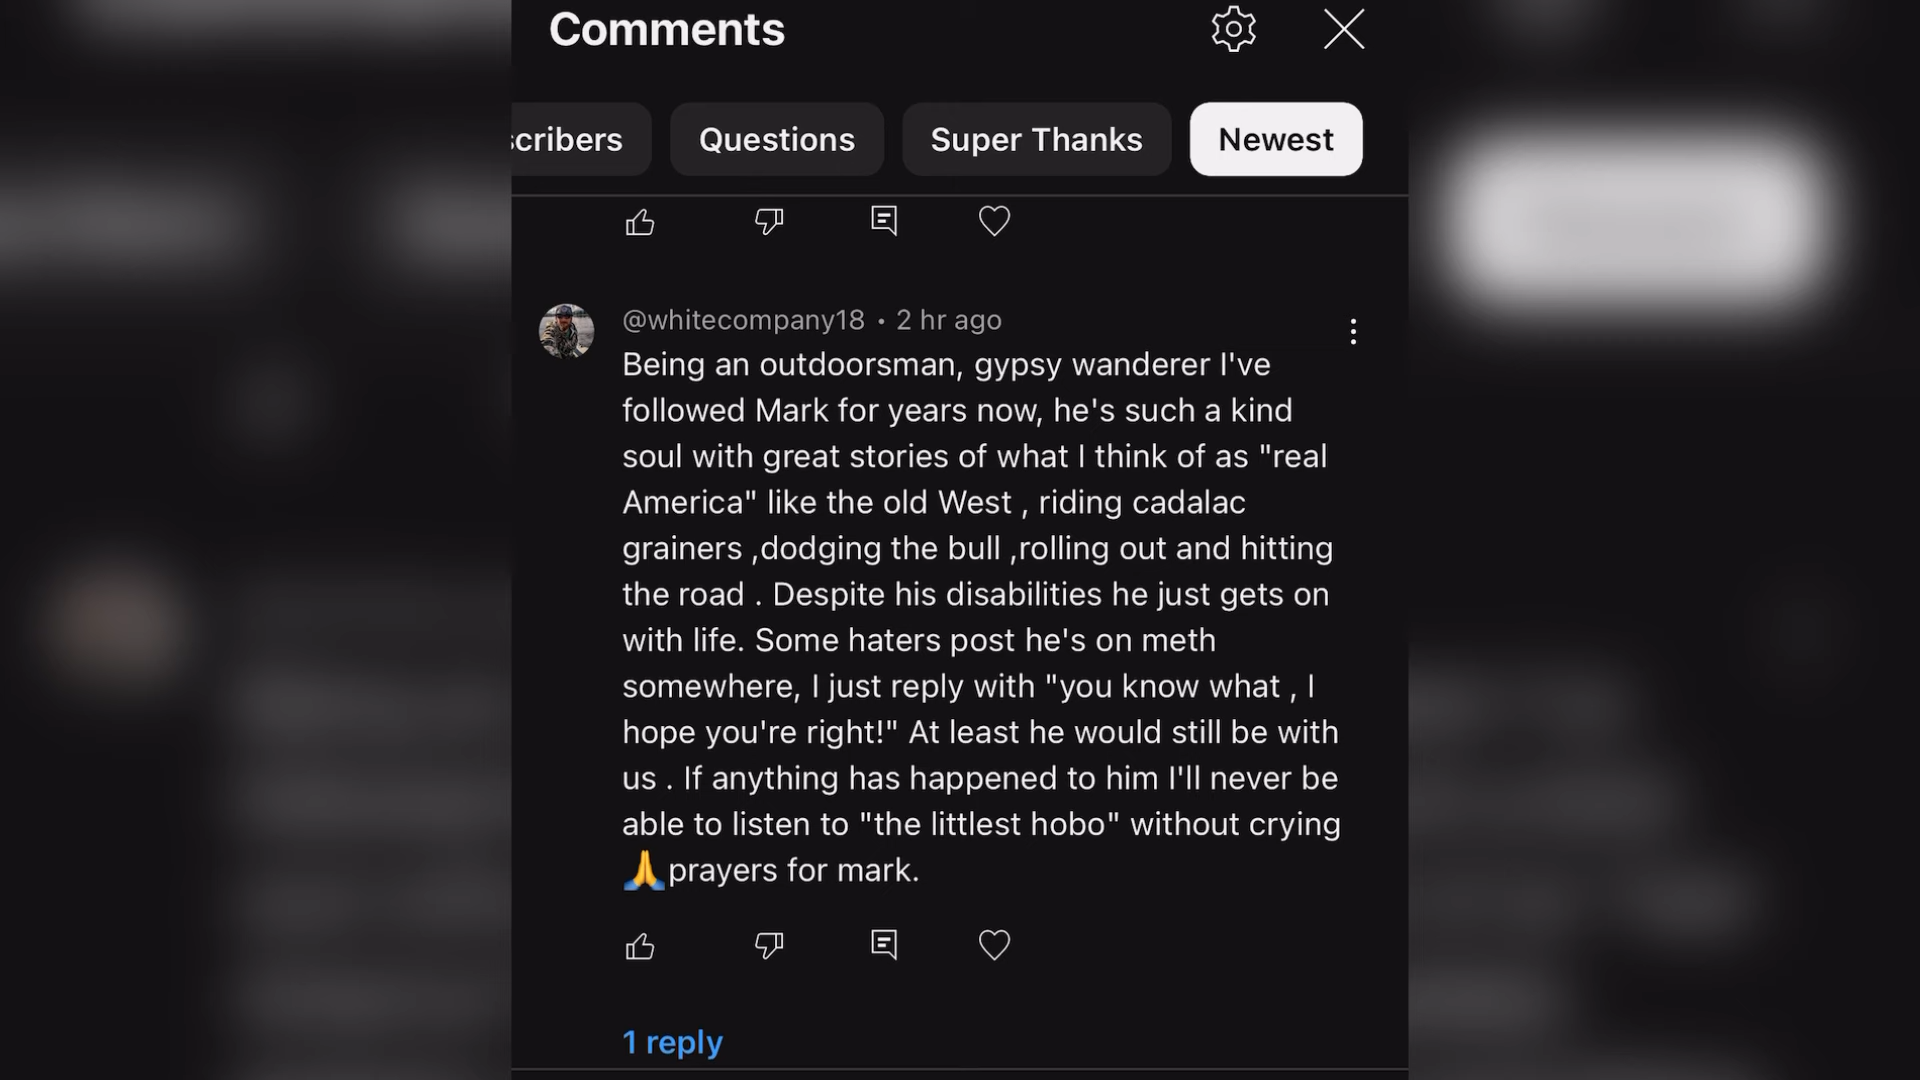 Comments
scribers
Questions
Super Thanks
Newest
@whitecompany18 • 2 hr ago
Being an outdoorsman, gypsy wanderer I've
followed Mark for years now, he's such a kind
soul with great stories of what I think of as "real
America" like the old West , riding cadalac
grainers ,dodging the bull ,rolling out and hitting
the road . Despite his disabilities he just gets on
with life. Some haters post he's on meth
somewhere, I just reply with "you know what , I
hope you're right!" At least he would still be with
us . If anything has happened to him I'll never be
able to listen to "the littlest hobo" without crying
🙏prayers for mark.
1 reply